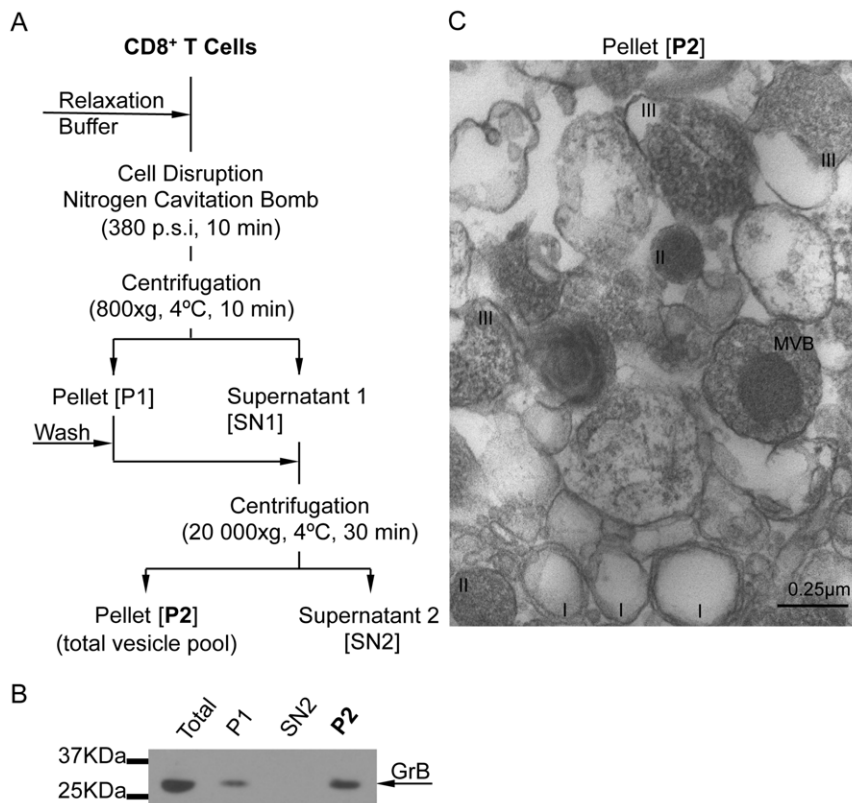 A
CD8⁺ T Cells
Relaxation
Buffer
Cell Disruption
Nitrogen Cavitation Bomb
(380 p.s.i, 10 min)
Centrifugation
(800xg, 4ºC, 10 min)
Pellet [P1]
Supernatant 1
[SN1]
Wash
Centrifugation
(20 000xg, 4ºC, 30 min)
Pellet [P2]
(total vesicle pool)
Supernatant 2
[SN2]
B
Total P1 SN2 P2
37KDa
25KDa
GrB
C
Pellet [P2]
III
III
II
III
MVB
II
I I I
0.25µm